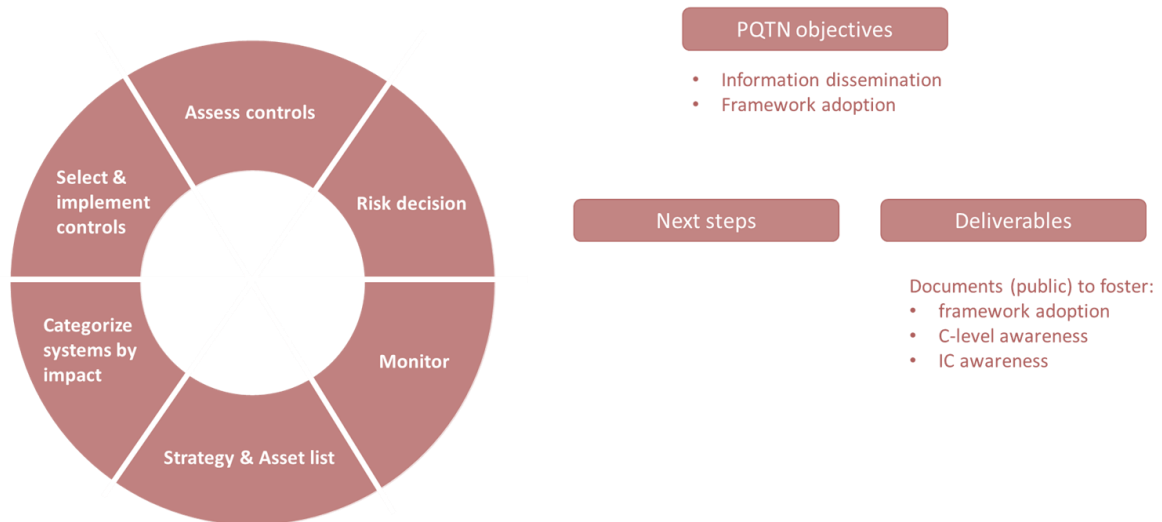 Assess controls
Risk decision
Monitor
Strategy & Asset list
Categorize
systems by
impact
Select &
implement
controls
PQTN objectives
• Information dissemination
• Framework adoption
Next steps
Deliverables
Documents (public) to foster:
• framework adoption
• C-level awareness
• IC awareness